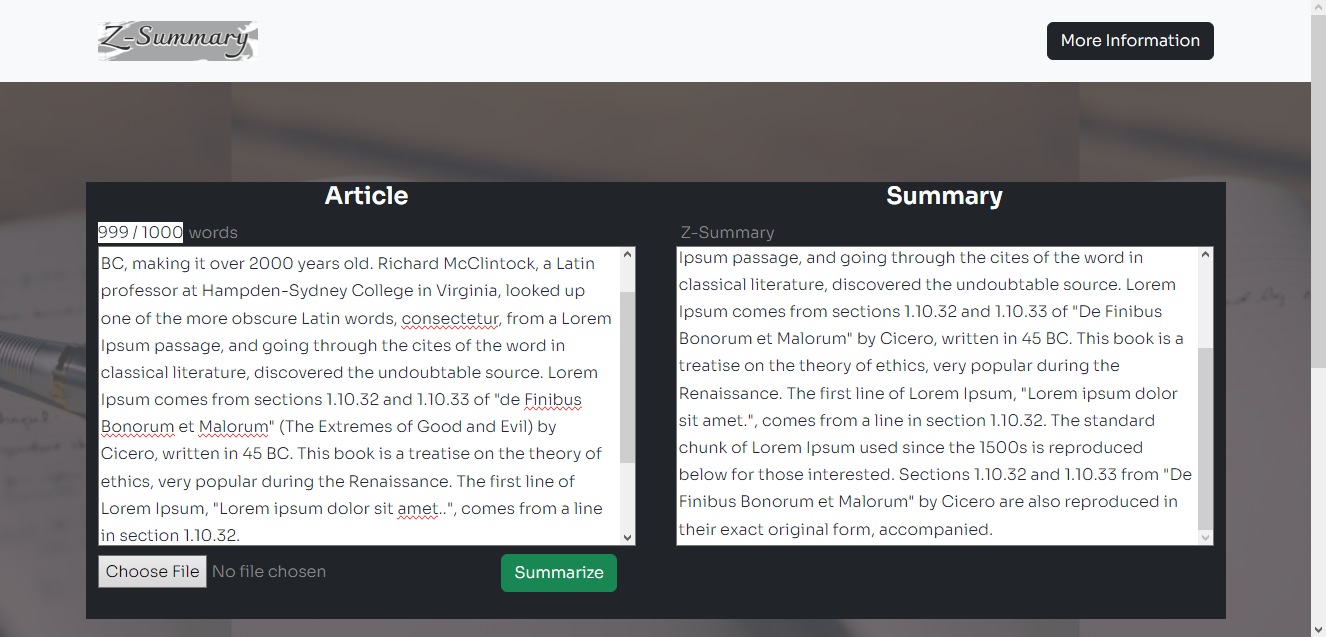 Z-Summary
More Information
Article
Summary
999 / 1000 words
Z-Summary
BC, making it over 2000 years old. Richard McClintock, a Latin
professor at Hampden-Sydney College in Virginia, looked up
one of the more obscure Latin words, consectetur, from a Lorem
Ipsum passage, and going through the cites of the word in
classical literature, discovered the undoubtable source. Lorem
Ipsum comes from sections 1.10.32 and 1.10.33 of "de Finibus
Bonorum et Malorum" (The Extremes of Good and Evil) by
Cicero, written in 45 BC. This book is a treatise on the theory of
ethics, very popular during the Renaissance. The first line of
Lorem Ipsum, "Lorem ipsum dolor sit amet..", comes from a line
in section 1.10.32.
Ipsum passage, and going through the cites of the word in
classical literature, discovered the undoubtable source. Lorem
Ipsum comes from sections 1.10.32 and 1.10.33 of "De Finibus
Bonorum et Malorum" by Cicero, written in 45 BC. This book is a
treatise on the theory of ethics, very popular during the
Renaissance. The first line of Lorem Ipsum, "Lorem ipsum dolor
sit amet.", comes from a line in section 1.10.32. The standard
chunk of Lorem Ipsum used since the 1500s is reproduced
below for those interested. Sections 1.10.32 and 1.10.33 from "De
Finibus Bonorum et Malorum" by Cicero are also reproduced in
their exact original form, accompanied.
Choose File No file chosen
Summarize